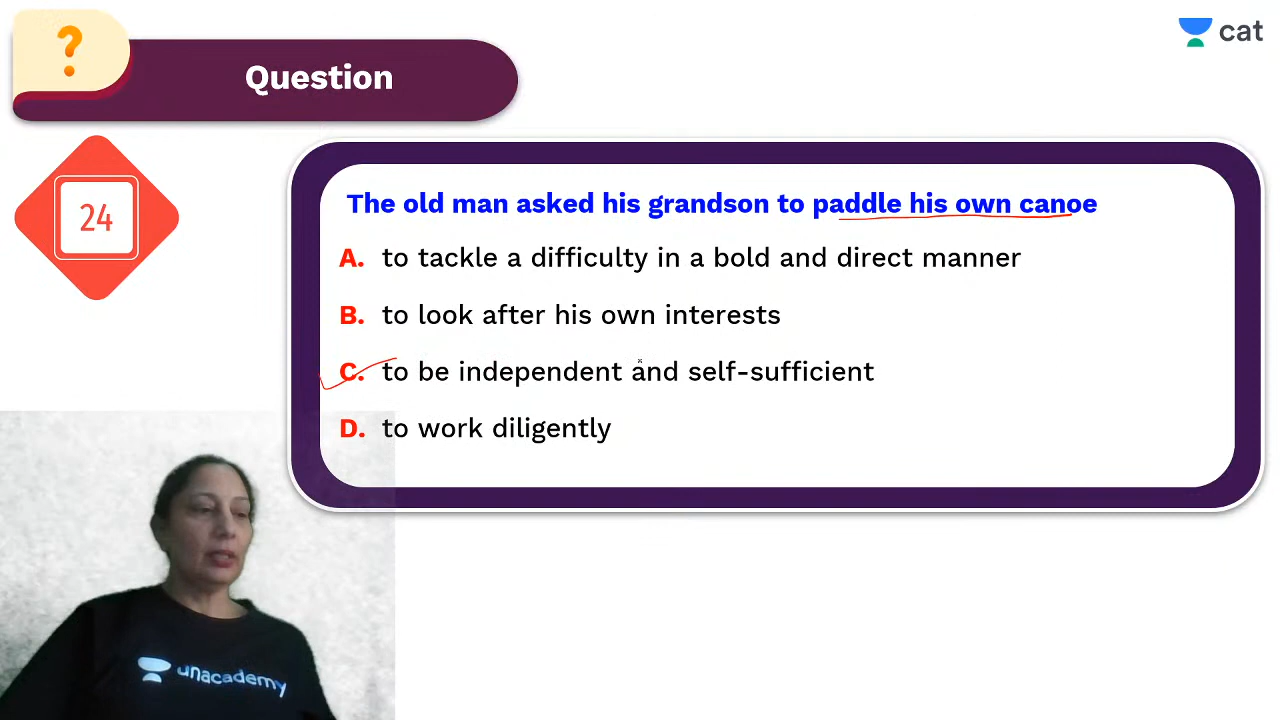 ?
Question
cat
24
The old man asked his grandson to paddle his own canoe
A. to tackle a difficulty in a bold and direct manner
B. to look after his own interests
C. to be independent and self-sufficient
D. to work diligently
unacademy